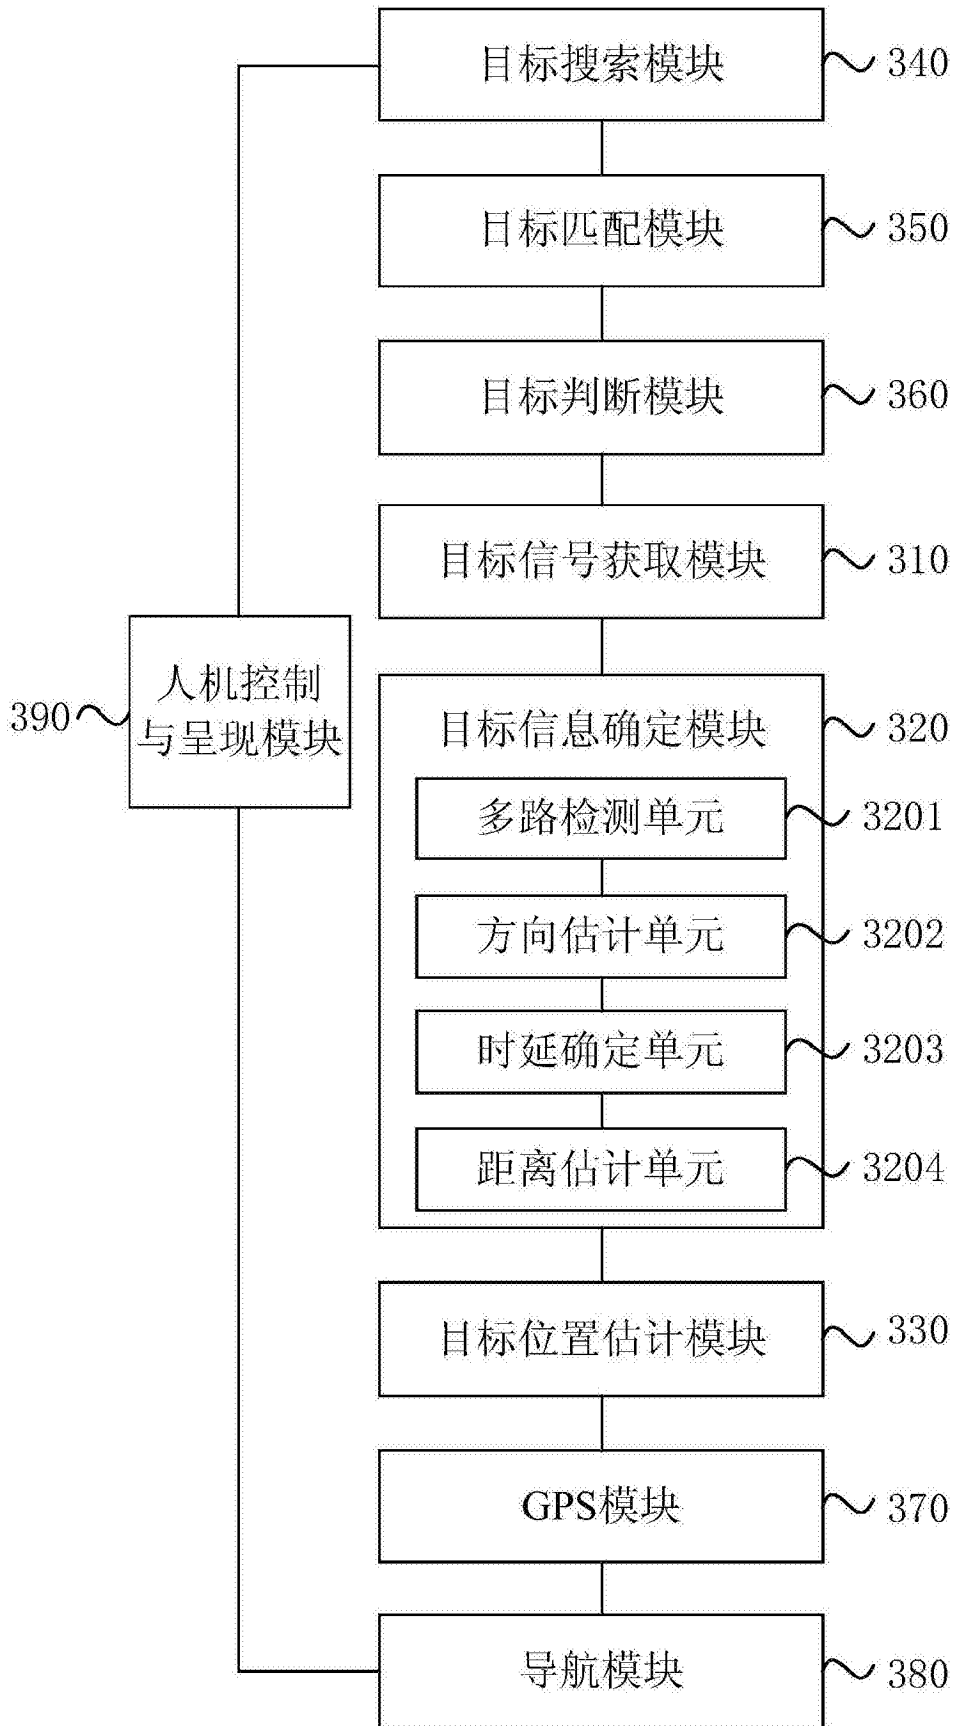 目标搜索模块 340
目标匹配模块 350
目标判断模块 360
目标信号获取模块 310
人机控制
与呈现模块
390
目标信息确定模块 320
多路检测单元 3201
方向估计单元 3202
时延确定单元 3203
距离估计单元 3204
目标位置估计模块 330
GPS模块 370
导航模块 380